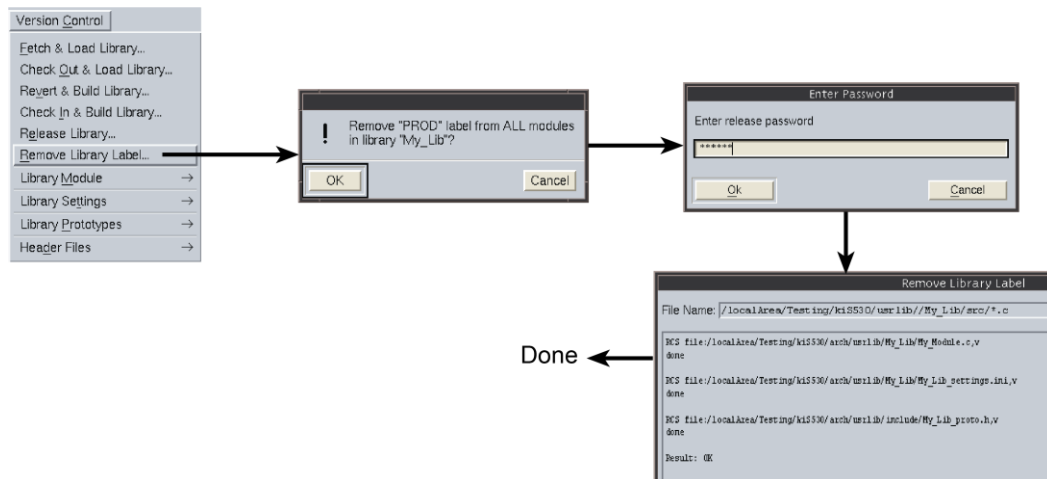 Version Control
Fetch & Load Library...
Check Out & Load Library...
Revert & Build Library...
Check In & Build Library...
Release Library...
Remove Library Label...
Library Module →
Library Settings →
Library Prototypes →
Header Files →
! Remove "PROD" label from ALL modules
in library "My_Lib"?
OK Cancel
Enter Password
Enter release password
******
Ok Cancel
Remove Library Label
File Name: /localArea/Testing/kiS530/usrlib//My_Lib/src/*.c
RCS file:/localArea/Testing/kiS530/arch/usrlib/My_Lib/My_Module.c,v
done
RCS file:/localArea/Testing/kiS530/arch/usrlib/My_Lib/My_Lib_settings.ini,v
done
RCS file:/localArea/Testing/kiS530/arch/usrlib/include/My_Lib_proto.h,v
done
Result: OK
Done